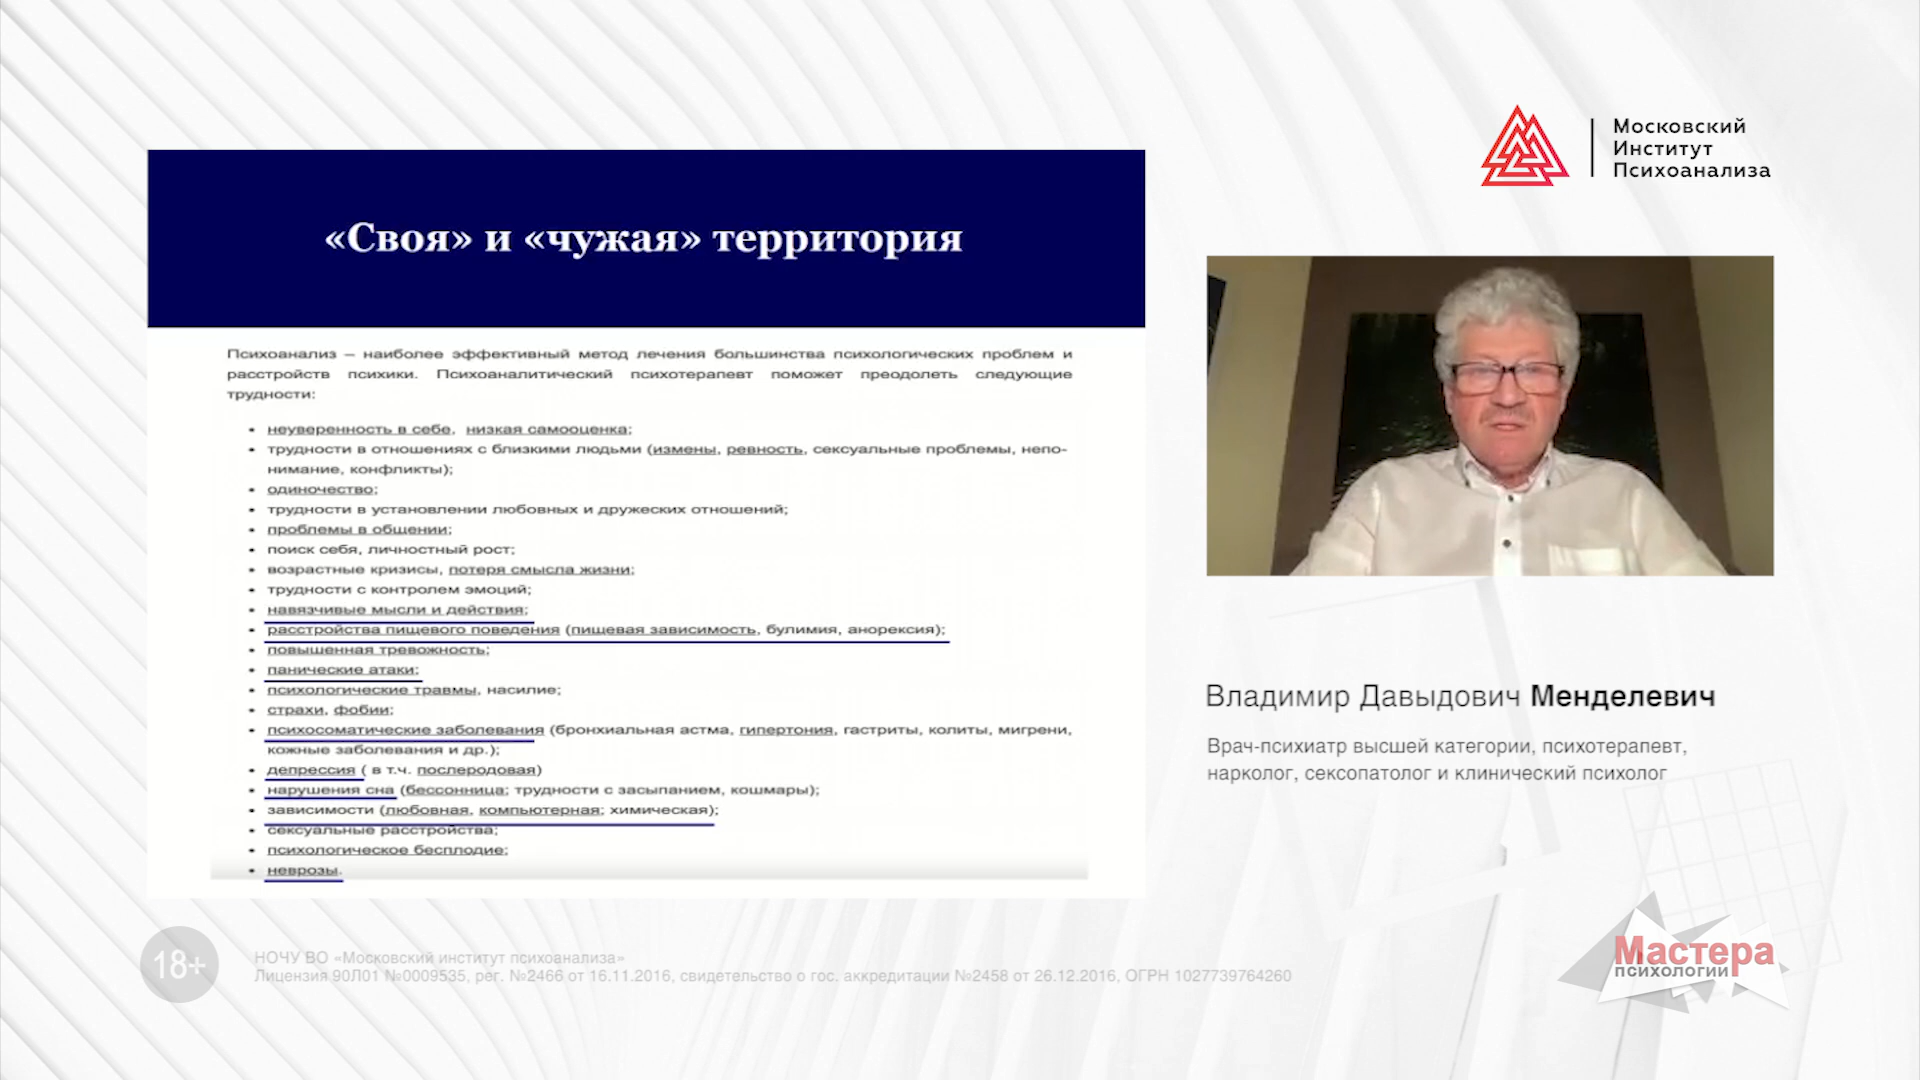 Московский
Институт
Психоанализа
«Своя» и «чужая» территория
Психоанализ – наиболее эффективный метод лечения большинства психологических проблем и
расстройств психики. Психоаналитический психотерапевт поможет преодолеть следующие
трудности:
• неуверенность в себе, низкая самооценка;
• трудности в отношениях с близкими людьми (измены, ревность, сексуальные проблемы, непо-
нимание, конфликты);
• одиночество;
• трудности в установлении любовных и дружеских отношений;
• проблемы в общении;
• поиск себя, личностный рост;
• возрастные кризисы, потеря смысла жизни;
• трудности с контролем эмоций;
• навязчивые мысли и действия;
• расстройства пищевого поведения (пищевая зависимость, булимия, анорексия);
• повышенная тревожность;
• панические атаки;
• психологические травмы, насилие;
• страхи, фобии;
• психосоматические заболевания (бронхиальная астма, гипертония, гастриты, колиты, мигрени,
кожные заболевания и др.);
• депрессия ( в т.ч. послеродовая)
• нарушения сна (бессонница; трудности с засыпанием, кошмары);
• зависимости (любовная, компьютерная; химическая);
• сексуальные расстройства;
• психологическое бесплодие;
• неврозы.
Владимир Давыдович Менделевич
Врач-психиатр высшей категории, психотерапевт,
нарколог, сексопатолог и клинический психолог
18+
НОЧУ ВО «Московский институт психоанализа»
Лицензия 90Л01 №0009535, рег. №2466 от 16.11.2016, свидетельство о гос. аккредитации №2458 от 26.12.2016, ОГРН 1027739764260
Мастера
психологии